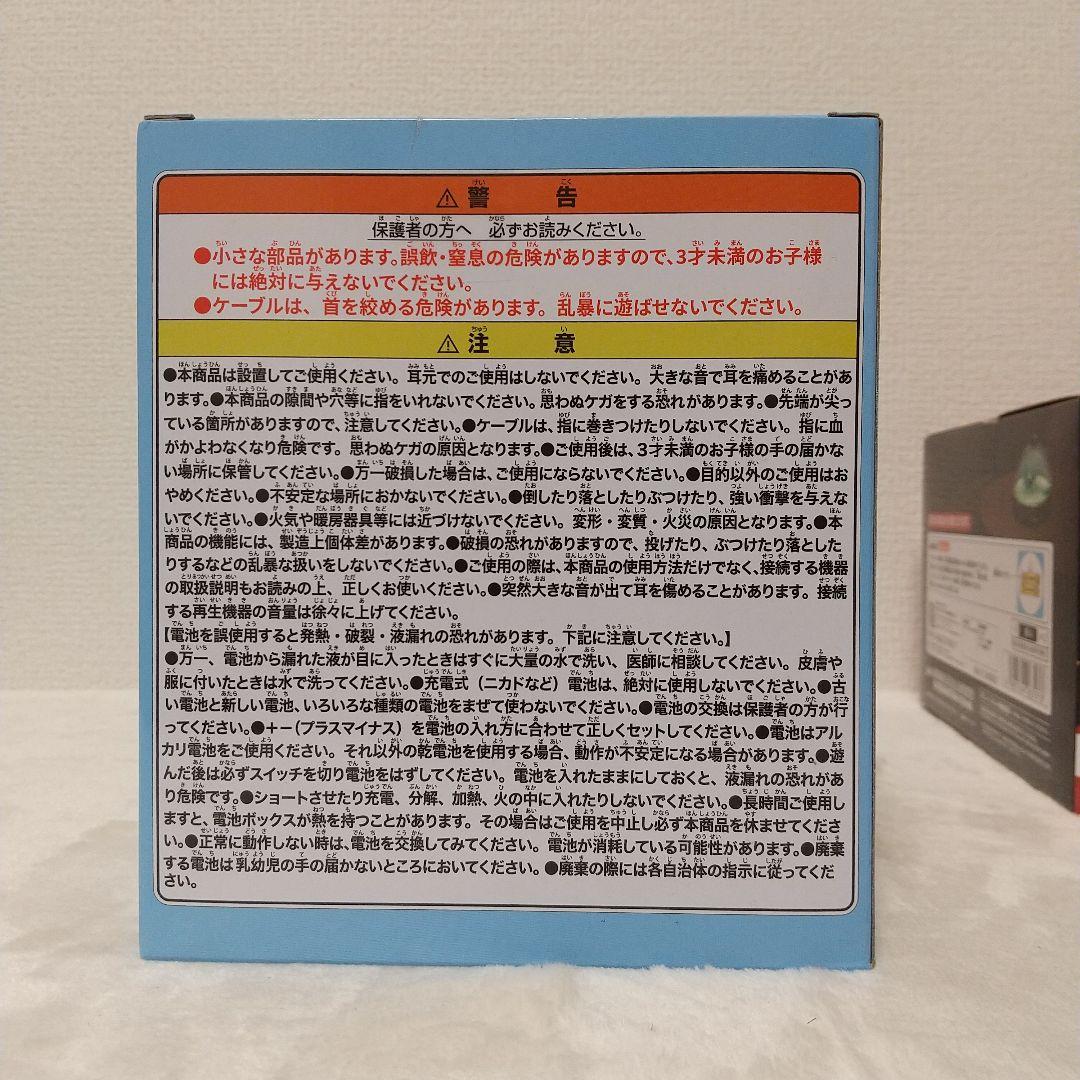 ⚠警告
保護者の方へ 必ずお読みください。
●小さな部品があります。誤飲・窒息の危険がありますので、3才未満のお子様
には絶対に与えないでください。
●ケーブルは、首を絞める危険があります。乱暴に遊ばせないでください。
⚠注意
●本商品は設置してご使用ください。耳元でのご使用はしないでください。大きな音で耳を痛めることがあ
ります。●本商品の隙間や穴等に指をいれないでください。思わぬケガをする恐れがあります。●先端が尖っ
ている箇所がありますので、注意してください。●ケーブルは、指に巻きつけたりしないでください。指に血
がかよわなくなり危険です。思わぬケガの原因となります。●ご使用後は、3才未満のお子様の手の届かな
い場所に保管してください。●万一破損した場合は、ご使用にならないでください。●目的以外のご使用はお
やめください。●不安定な場所におかないでください。●倒したり落としたりぶつけたり、強い衝撃を与えな
いでください。●火気や暖房器具等には近づけないでください。変形・変質・火災の原因となります。●本
商品の機能には、製造上個体差があります。●破損の恐れがありますので、投げたり、ぶつけたり落とした
りするなどの乱暴な扱いをしないでください。●ご使用の際は、本商品の使用方法だけでなく、接続する機器
の取扱説明もお読みの上、正しくお使いください。●突然大きな音が出て耳を傷めることがあります。接続
する再生機器の音量は徐々に上げてください。
【電池を誤使用すると発熱・破裂・液漏れの恐れがあります。下記に注意してください。】
●万一、電池から漏れた液が目に入ったときはすぐに大量の水で洗い、医師に相談してください。皮膚や
服に付いたときは水で洗ってください。●充電式（ニカドなど）電池は、絶対に使用しないでください。●古
い電池と新しい電池、いろいろな種類の電池をまぜて使わないでください。●電池の交換は保護者の方が行
ってください。●＋−（プラスマイナス）を電池の入れ方に合わせて正しくセットしてください。●電池はアル
カリ電池をご使用ください。それ以外の乾電池を使用する場合、動作が不安定になる場合があります。●遊
んだ後は必ずスイッチを切り電池をはずしてください。電池を入れたままにしておくと、液漏れの恐れがあ
り危険です。●ショートさせたり充電、分解、加熱、火の中に入れたりしないでください。●長時間ご使用し
ますと、電池ボックスが熱を持つことがあります。その場合はご使用を中止し必ず本商品を休ませてくださ
い。●正常に動作しない時は、電池を交換してみてください。電池が消耗している可能性があります。●廃棄
する電池は乳幼児の手の届かないところにおいてください。●廃棄の際には各自治体の指示に従ってくだ
さい。